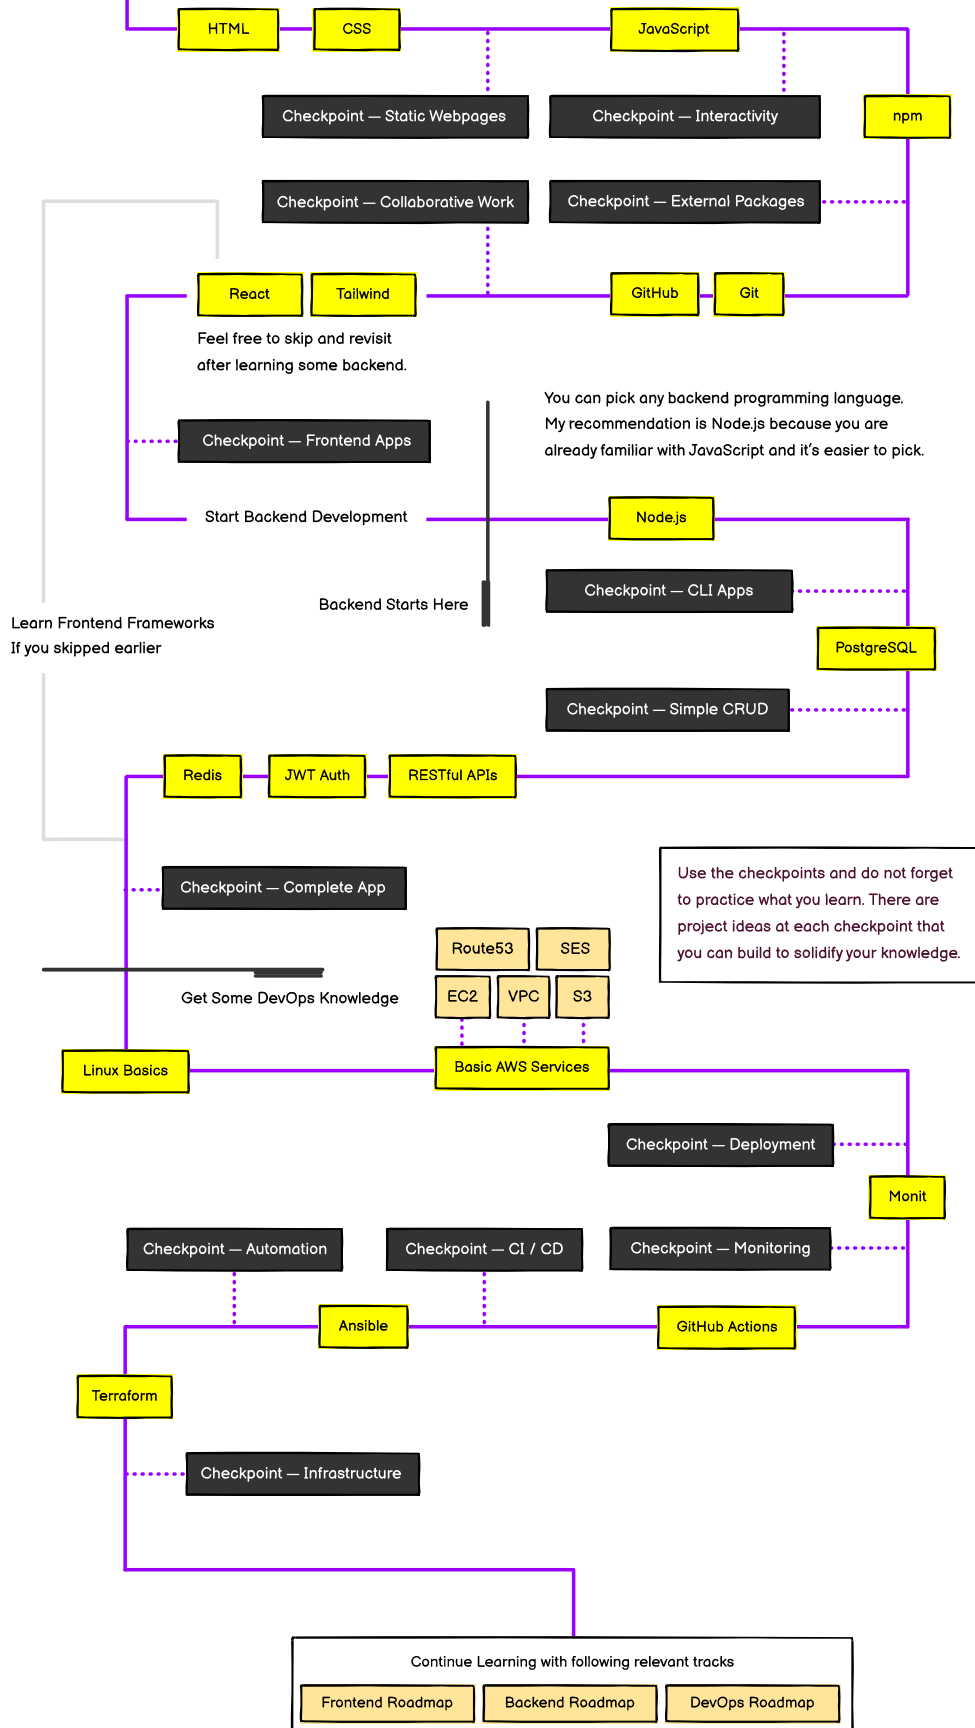 HTML
CSS
JavaScript
Checkpoint — Static Webpages
Checkpoint — Interactivity
npm
Checkpoint — Collaborative Work
Checkpoint — External Packages
React
Tailwind
GitHub
Git
Feel free to skip and revisit
after learning some backend.
You can pick any backend programming language.
My recommendation is Node.js because you are
already familiar with JavaScript and it's easier to pick.
Checkpoint — Frontend Apps
Start Backend Development
Node.js
Checkpoint — CLI Apps
Backend Starts Here
Learn Frontend Frameworks
If you skipped earlier
PostgreSQL
Checkpoint — Simple CRUD
Redis
JWT Auth
RESTful APIs
Checkpoint — Complete App
Use the checkpoints and do not forget
to practice what you learn. There are
project ideas at each checkpoint that
you can build to solidify your knowledge.
Route53
SES
EC2
VPC
S3
Get Some DevOps Knowledge
Linux Basics
Basic AWS Services
Checkpoint — Deployment
Monit
Checkpoint — Automation
Checkpoint — CI / CD
Checkpoint — Monitoring
Ansible
GitHub Actions
Terraform
Checkpoint — Infrastructure
Continue Learning with following relevant tracks
Frontend Roadmap
Backend Roadmap
DevOps Roadmap